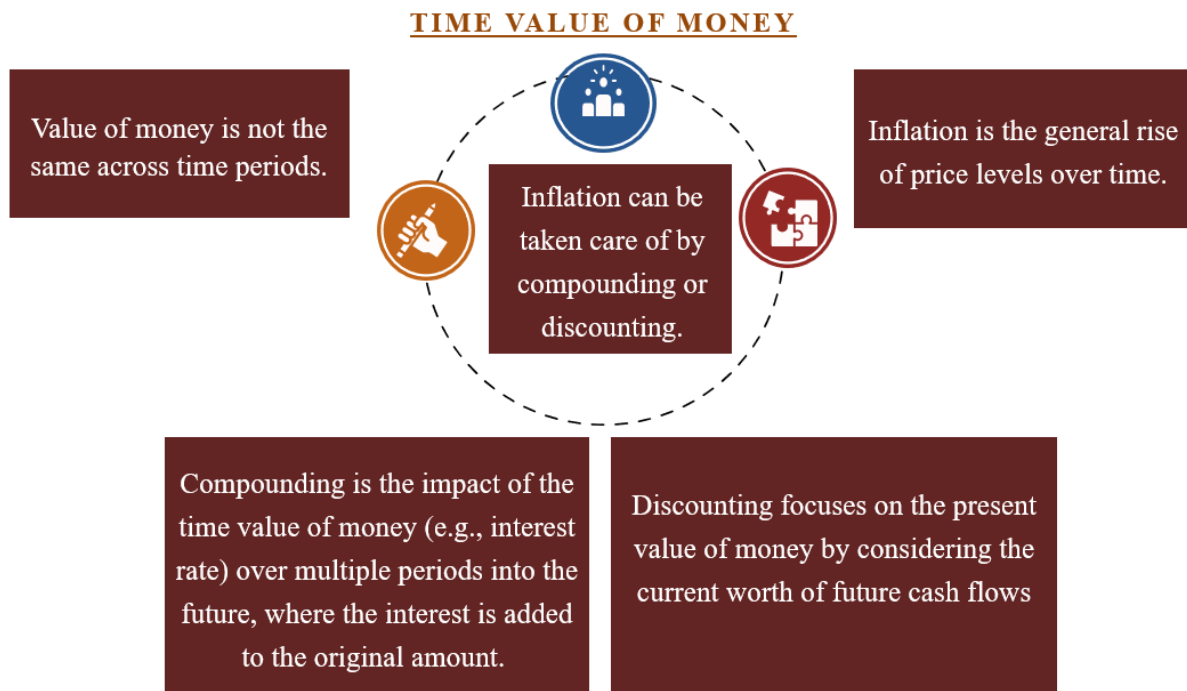 TIME VALUE OF MONEY
Value of money is not the
same across time periods.
Inflation can be
taken care of by
compounding or
discounting.
Inflation is the general rise
of price levels over time.
Compounding is the impact of the
time value of money (e.g., interest
rate) over multiple periods into the
future, where the interest is added
to the original amount.
Discounting focuses on the present
value of money by considering the
current worth of future cash flows